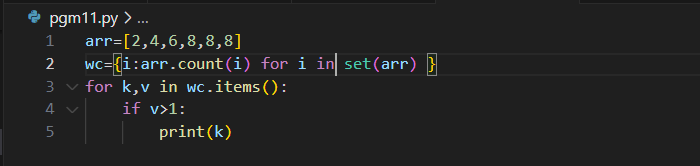 pgm11.py > ...
1 arr=[2,4,6,8,8,8]
2 wc={i:arr.count(i) for i in set(arr) }
3 for k,v in wc.items():
4     if v>1:
5         print(k)